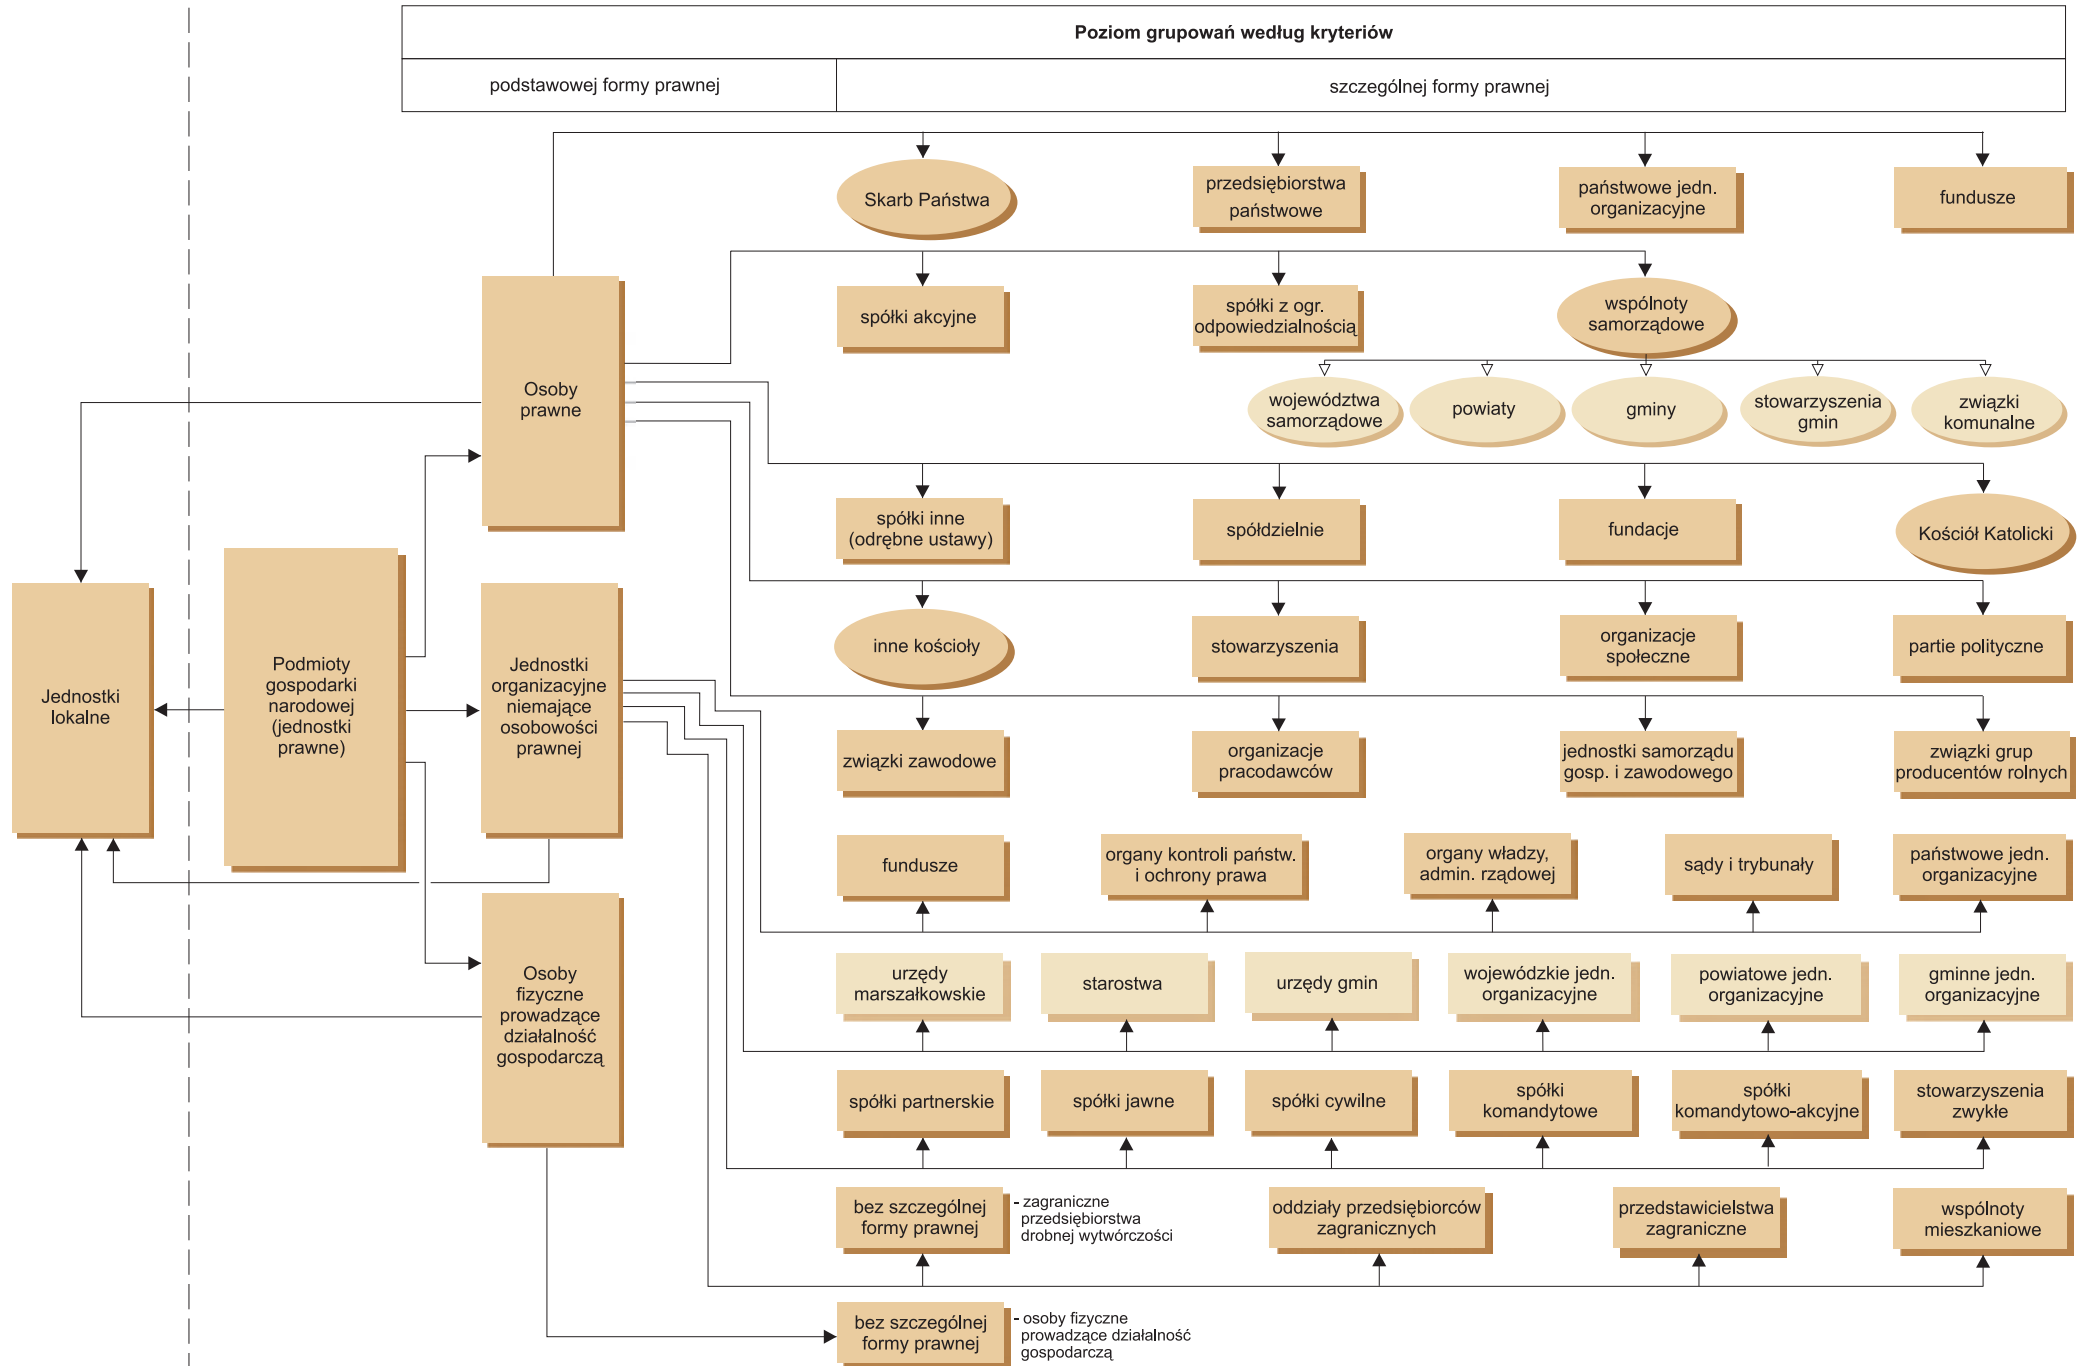 Poziom grupowań według kryteriów
podstawowej formy prawnej
szczególnej formy prawnej
Skarb Państwa
przedsiębiorstwa
państwowe
państwowe jedn.
organizacyjne
fundusze
spółki akcyjne
spółki z ogr.
odpowiedzialnością
wspólnoty
samorządowe
Osoby
prawne
województwa
samorządowe
powiaty
gminy
stowarzyszenia
gmin
związki
komunalne
spółki inne
(odrębne ustawy)
spółdzielnie
fundacje
Kościół Katolicki
inne kościoły
stowarzyszenia
organizacje
społeczne
partie polityczne
Jednostki
lokalne
Podmioty
gospodarki
narodowej
(jednostki
prawne)
Jednostki
organizacyjne
niemające
osobowości
prawnej
związki zawodowe
organizacje
pracodawców
jednostki samorządu
gosp. i zawodowego
związki grup
producentów rolnych
fundusze
organy kontroli państw.
i ochrony prawa
organy władzy,
admin. rządowej
sądy i trybunały
państwowe jedn.
organizacyjne
Osoby
fizyczne
prowadzące
działalność
gospodarczą
urzędy
marszałkowskie
starostwa
urzędy gmin
wojewódzkie jedn.
organizacyjne
powiatowe jedn.
organizacyjne
gminne jedn.
organizacyjne
spółki partnerskie
spółki jawne
spółki cywilne
spółki
komandytowe
spółki
komandytowo-akcyjne
stowarzyszenia
zwykłe
bez szczególnej
formy prawnej
- zagraniczne
przedsiębiorstwa
drobnej wytwórczości
oddziały przedsiębiorców
zagranicznych
przedstawicielstwa
zagraniczne
wspólnoty
mieszkaniowe
bez szczególnej
formy prawnej
- osoby fizyczne
prowadzące działalność
gospodarczą